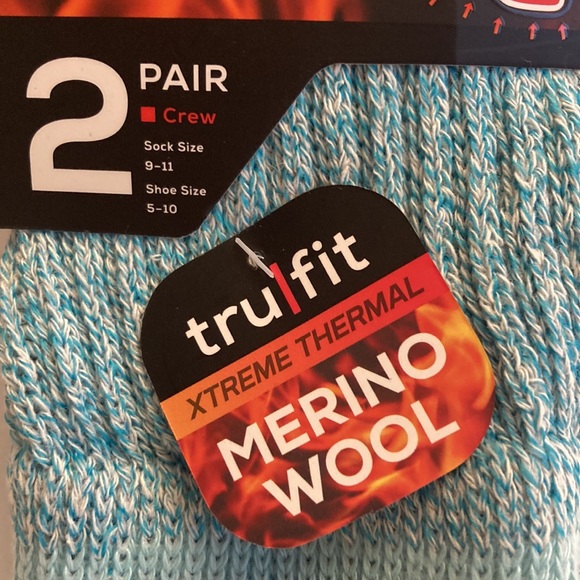 2
PAIR
Crew
Sock Size
9-11
Shoe Size
5-10
tru|fit
XTREME THERMAL
MERINO
WOOL